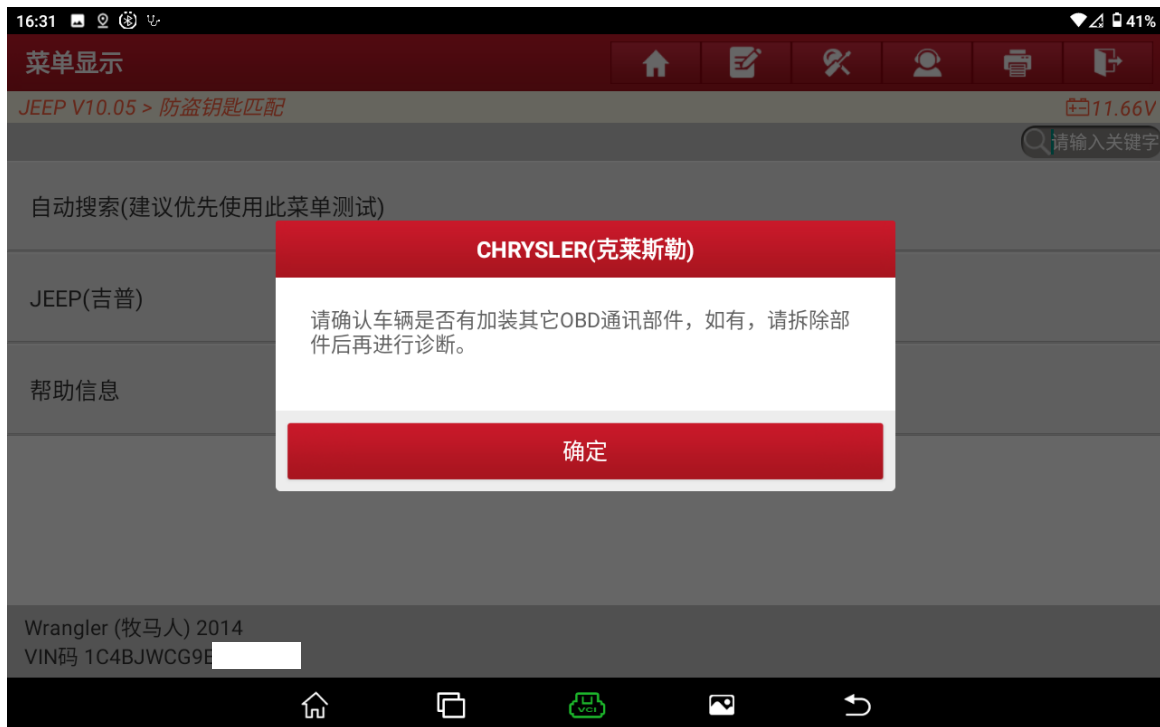 16:31
41%
菜单显示
JEEP V10.05 > 防盗钥匙匹配
11.66V
请输入关键字
自动搜索(建议优先使用此菜单测试)
CHRYSLER(克莱斯勒)
JEEP(吉普)
请确认车辆是否有加装其它OBD通讯部件，如有，请拆除部
件后再进行诊断。
帮助信息
确定
Wrangler (牧马人) 2014
VIN码 1C4BJWCG9E
VCI